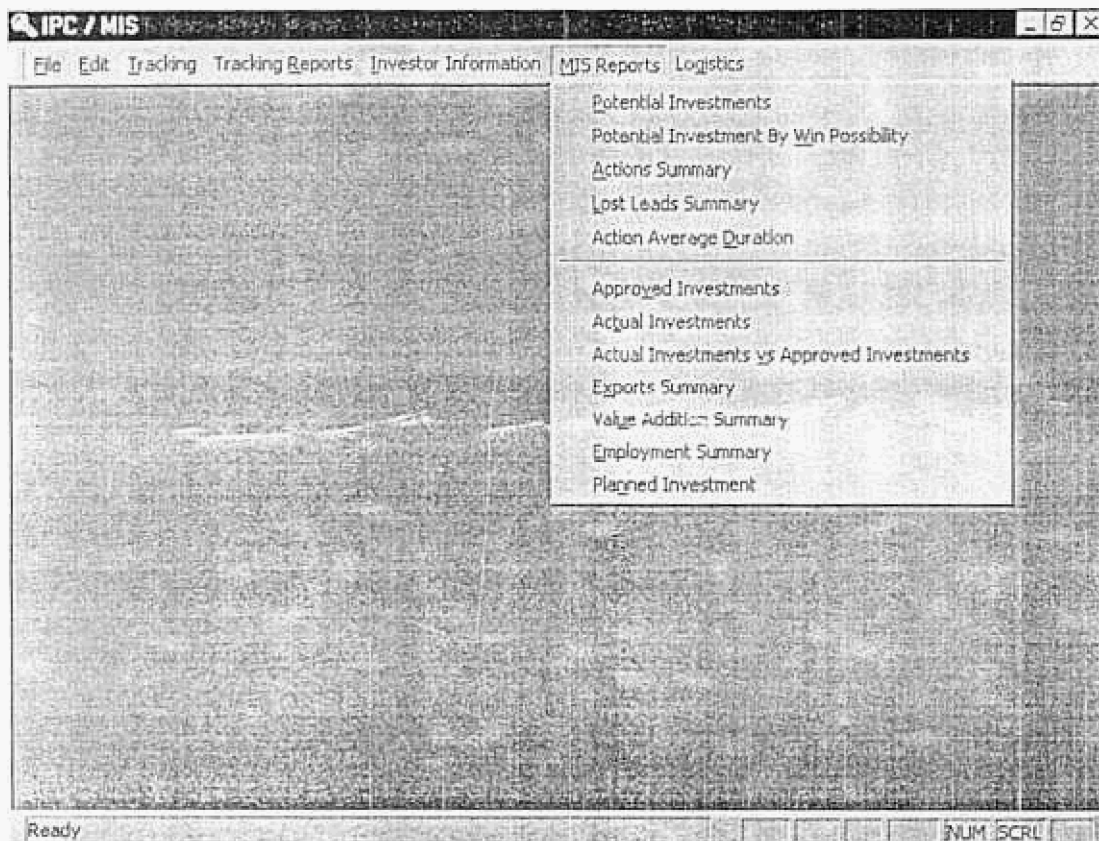 IPC / MIS
File Edit Tracking Tracking Reports Investor Information MIS Reports Logistics
Potential Investments
Potential Investment By Win Possibility
Actions Summary
Lost Leads Summary
Action Average Duration
Approved Investments
Actual Investments
Actual Investments vs Approved Investments
Exports Summary
Value Addition Summary
Employment Summary
Planned Investment
Ready NUM SCRL